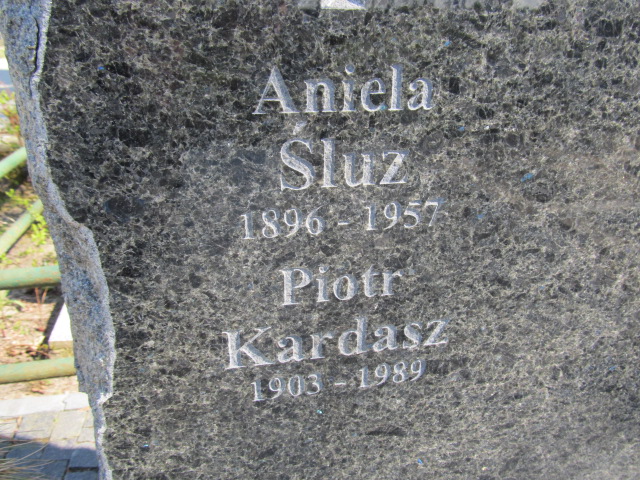 Aniela
Śluz
1896 - 1957
Piotr
Kardasz
1903 - 1989